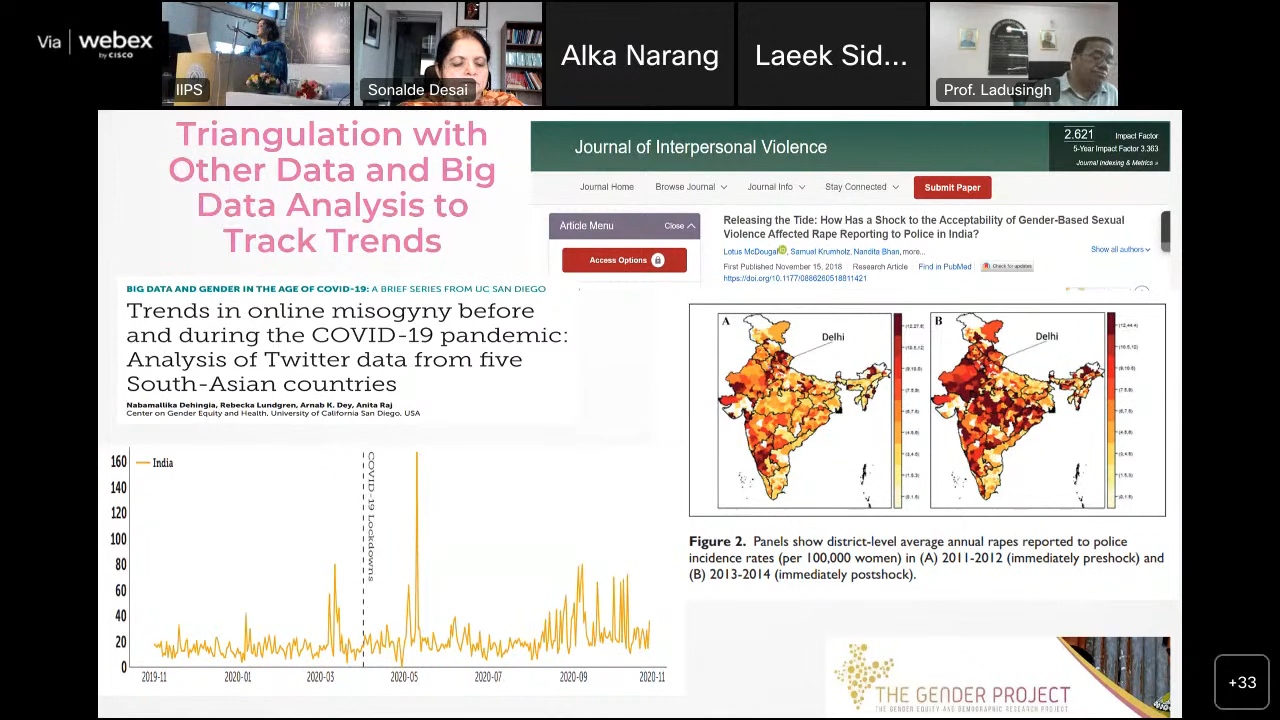 Via webex
by CISCO
IIPS
Sonalde Desai
Alka Narang
Laeek Sid...
Prof. Ladusingh
Triangulation with
Other Data and Big
Data Analysis to
Track Trends
Journal of Interpersonal Violence
2.621 Impact Factor
5-Year Impact Factor 3.363
Journal Indexing & Metrics »
Journal Home Browse Journal Journal Info Stay Connected Submit Paper
Article Menu Close
Access Options
Releasing the Tide: How Has a Shock to the Acceptability of Gender-Based Sexual
Violence Affected Rape Reporting to Police in India?
Lotus McDougal, Samuel Krumholz, Nandita Bhan, more...
Show all authors
First Published November 15, 2018 Research Article Find in PubMed Check for updates
https://doi.org/10.1177/0886260518811421
BIG DATA AND GENDER IN THE AGE OF COVID-19: A BRIEF SERIES FROM UC SAN DIEGO
Trends in online misogyny before
and during the COVID-19 pandemic:
Analysis of Twitter data from five
South-Asian countries
Nabamallika Dehingia, Rebecka Lundgren, Arnab K. Dey, Anita Raj
Center on Gender Equity and Health, University of California San Diego, USA
A
Delhi
B
Delhi
160
140
120
100
80
60
40
20
0
India
COVID-19 Lockdowns
2019-11 2020-01 2020-03 2020-05 2020-07 2020-09 2020-11
Figure 2. Panels show district-level average annual rapes reported to police
incidence rates (per 100,000 women) in (A) 2011-2012 (immediately preshock) and
(B) 2013-2014 (immediately postshock).
THE GENDER PROJECT
THE GENDER EQUITY AND DEMOGRAPHIC RESEARCH PROJECT
+33